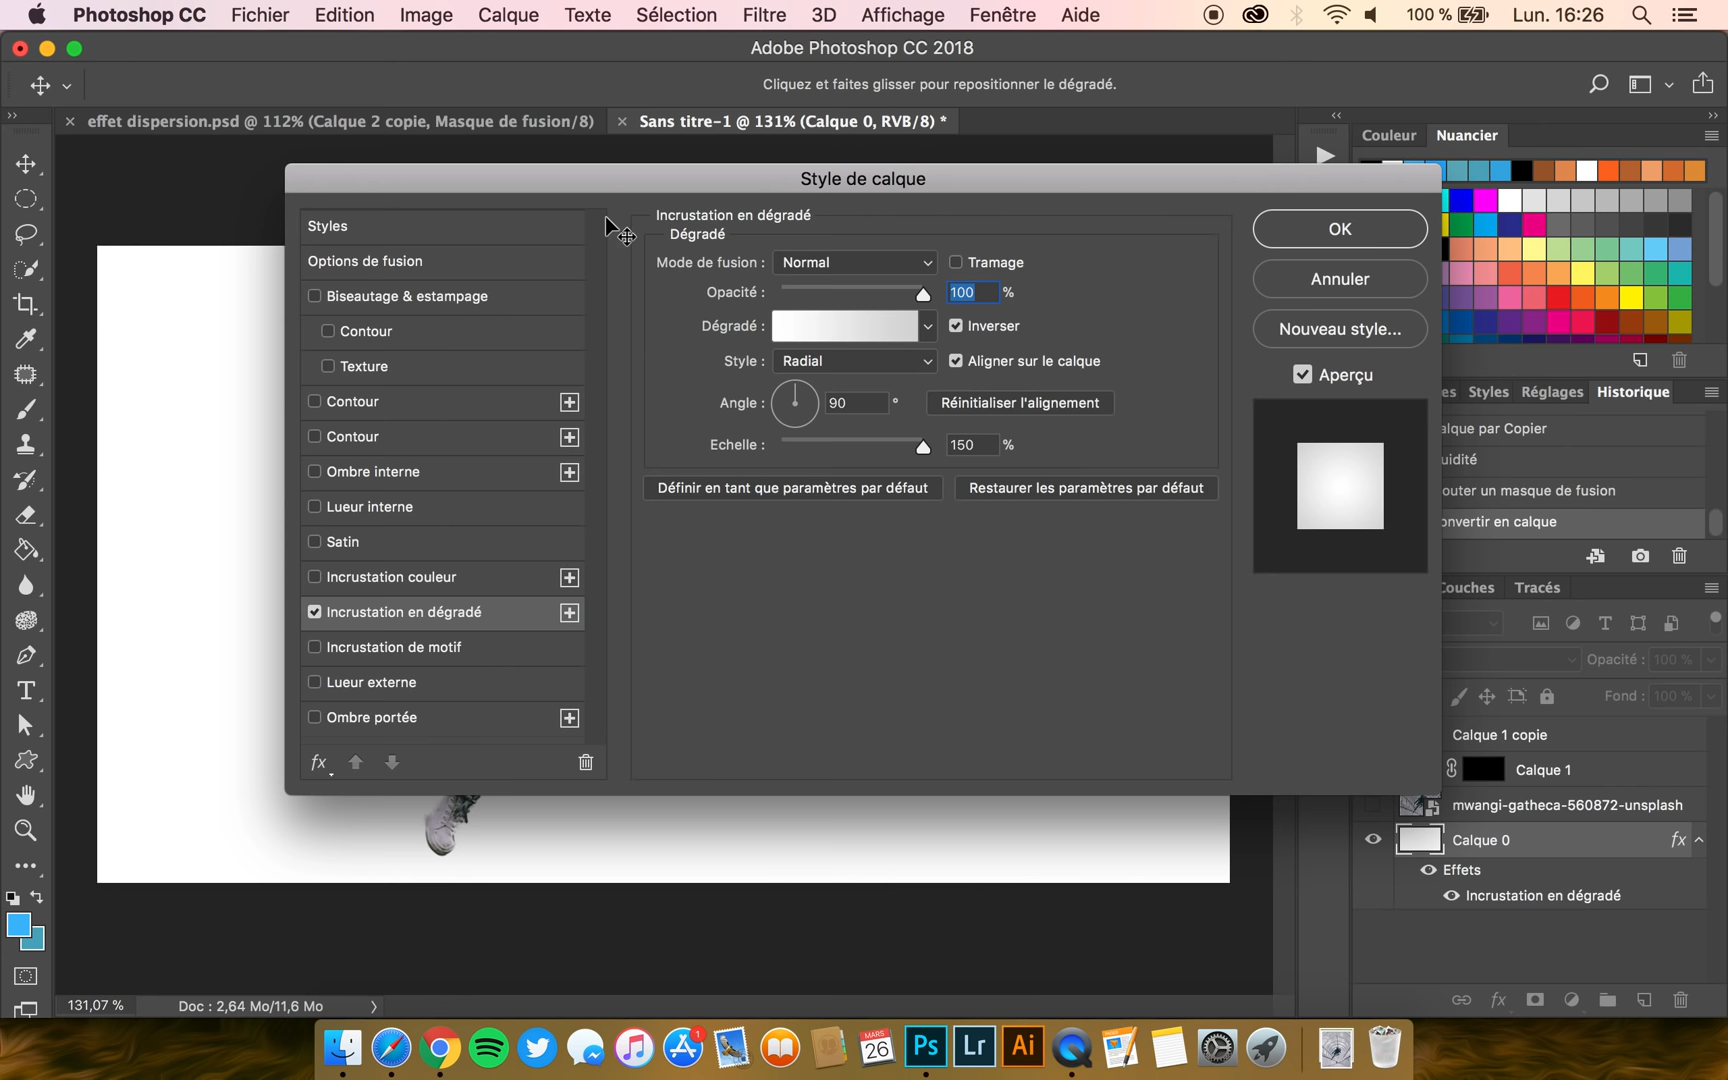 Photoshop CC Fichier Edition Image Calque Texte Sélection Filtre 3D Affichage Fenêtre Aide 100 % Lun. 16:26
Adobe Photoshop CC 2018
Cliquez et faites glisser pour repositionner le dégradé.
effet dispersion.psd @ 112% (Calque 2 copie, Masque de fusion/8) Sans titre-1 @ 131% (Calque 0, RVB/8) *
Couleur Nuancier
Style de calque
Styles
Options de fusion
Biseautage & estampage
Contour
Texture
Contour
Contour
Ombre interne
Lueur interne
Satin
Incrustation couleur
Incrustation en dégradé
Incrustation de motif
Lueur externe
Ombre portée
fx
Incrustation en dégradé
Dégradé
Mode de fusion : Normal Tramage
Opacité : 100 %
Dégradé : Inverser
Style : Radial Aligner sur le calque
Angle : 90 ° Réinitialiser l'alignement
Echelle : 150 %
Définir en tant que paramètres par défaut Restaurer les paramètres par défaut
OK
Annuler
Nouveau style...
Aperçu
es Styles Réglages Historique
alque par Copier
uidité
outer un masque de fusion
onvertir en calque
Couches Tracés
Opacité : 100 %
Fond : 100 %
Calque 1 copie
Calque 1
mwangi-gatheca-560872-unsplash
Calque 0 fx
Effets
Incrustation en dégradé
fx
131,07 % Doc : 2,64 Mo/11,6 Mo
1
MARS
26
Ps Lr Ai